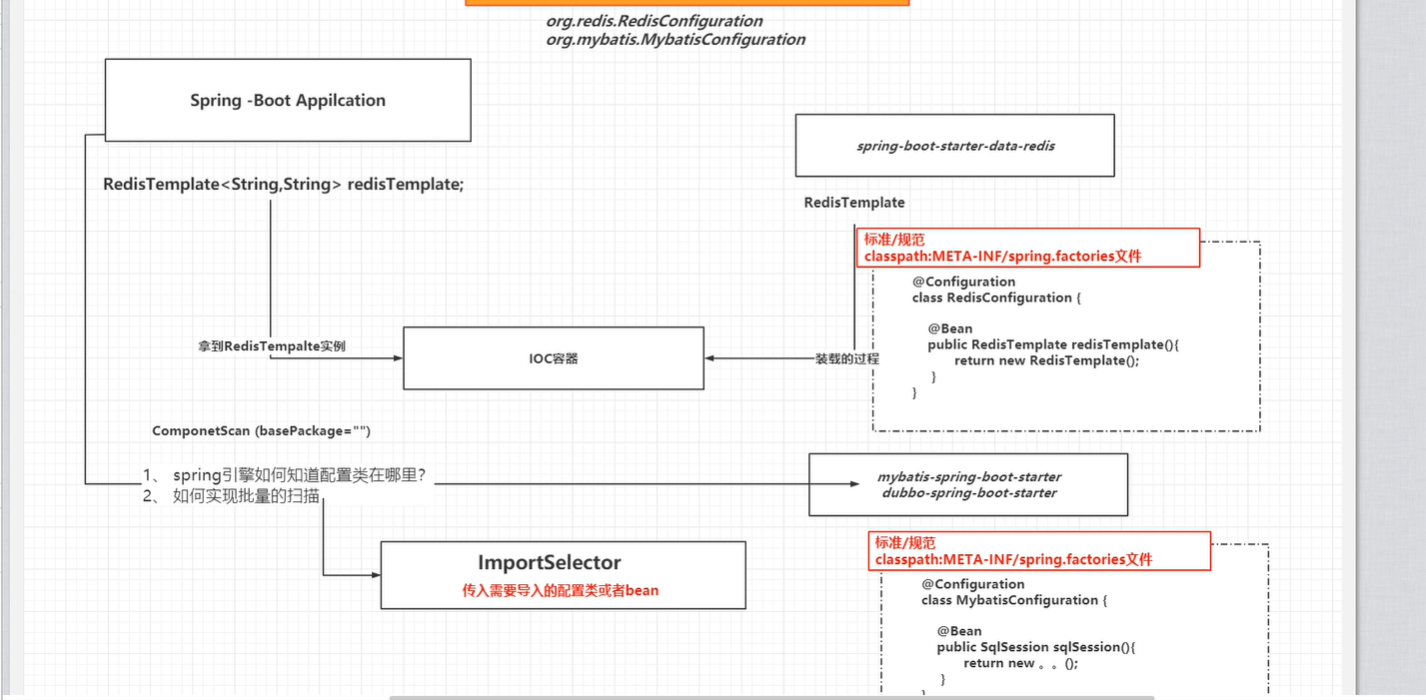 org.redis.RedisConfiguration
org.mybatis.MybatisConfiguration
Spring -Boot Appilcation
spring-boot-starter-data-redis
RedisTemplate<String,String> redisTemplate;
RedisTemplate
标准/规范
classpath:META-INF/spring.factories文件
@Configuration
class RedisConfiguration {
@Bean
public RedisTemplate redisTemplate(){
return new RedisTemplate();
}
}
拿到RedisTempalte实例
IOC容器
装载的过程
ComponetScan (basePackage="")
1、 spring引擎如何知道配置类在哪里?
2、 如何实现批量的扫描
mybatis-spring-boot-starter
dubbo-spring-boot-starter
ImportSelector
传入需要导入的配置类或者bean
标准/规范
classpath:META-INF/spring.factories文件
@Configuration
class MybatisConfiguration {
@Bean
public SqlSession sqlSession(){
return new 。。();
}
}